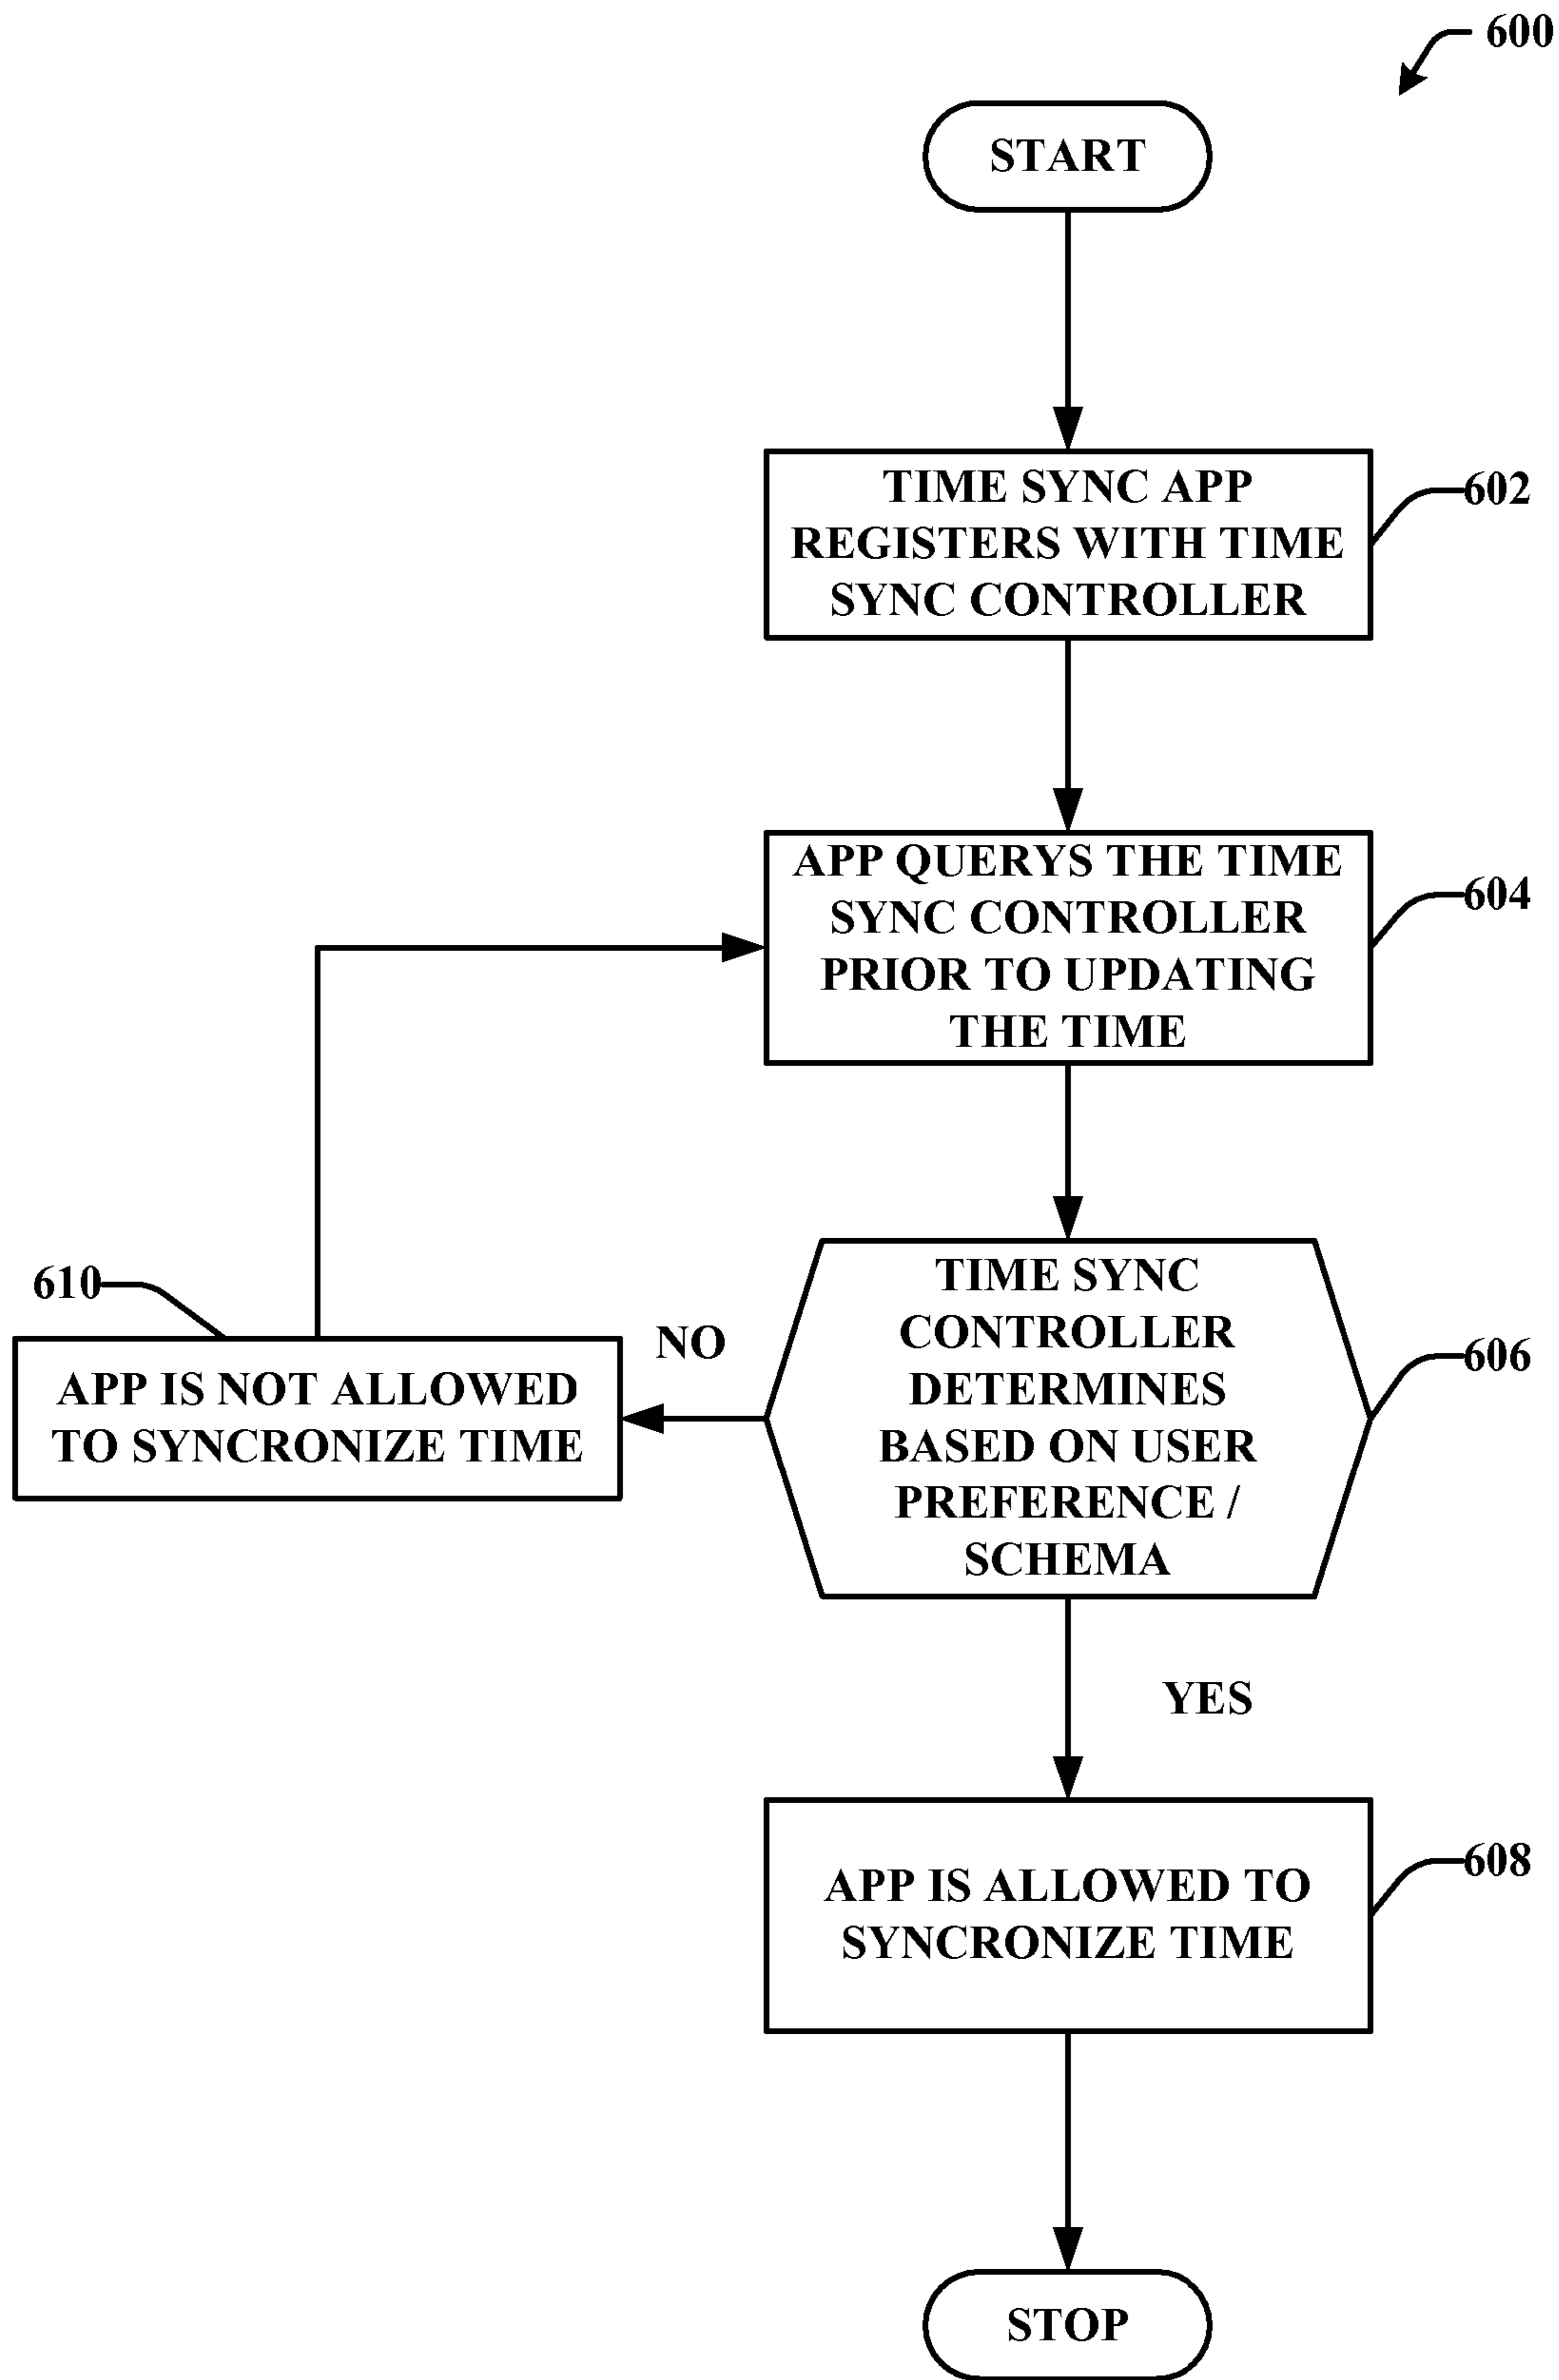 600
START
TIME SYNC APP
REGISTERS WITH TIME
SYNC CONTROLLER
602
APP QUERYS THE TIME
SYNC CONTROLLER
PRIOR TO UPDATING
THE TIME
604
TIME SYNC
CONTROLLER
DETERMINES
BASED ON USER
PREFERENCE /
SCHEMA
606
NO
610
APP IS NOT ALLOWED
TO SYNCRONIZE TIME
YES
APP IS ALLOWED TO
SYNCRONIZE TIME
608
STOP